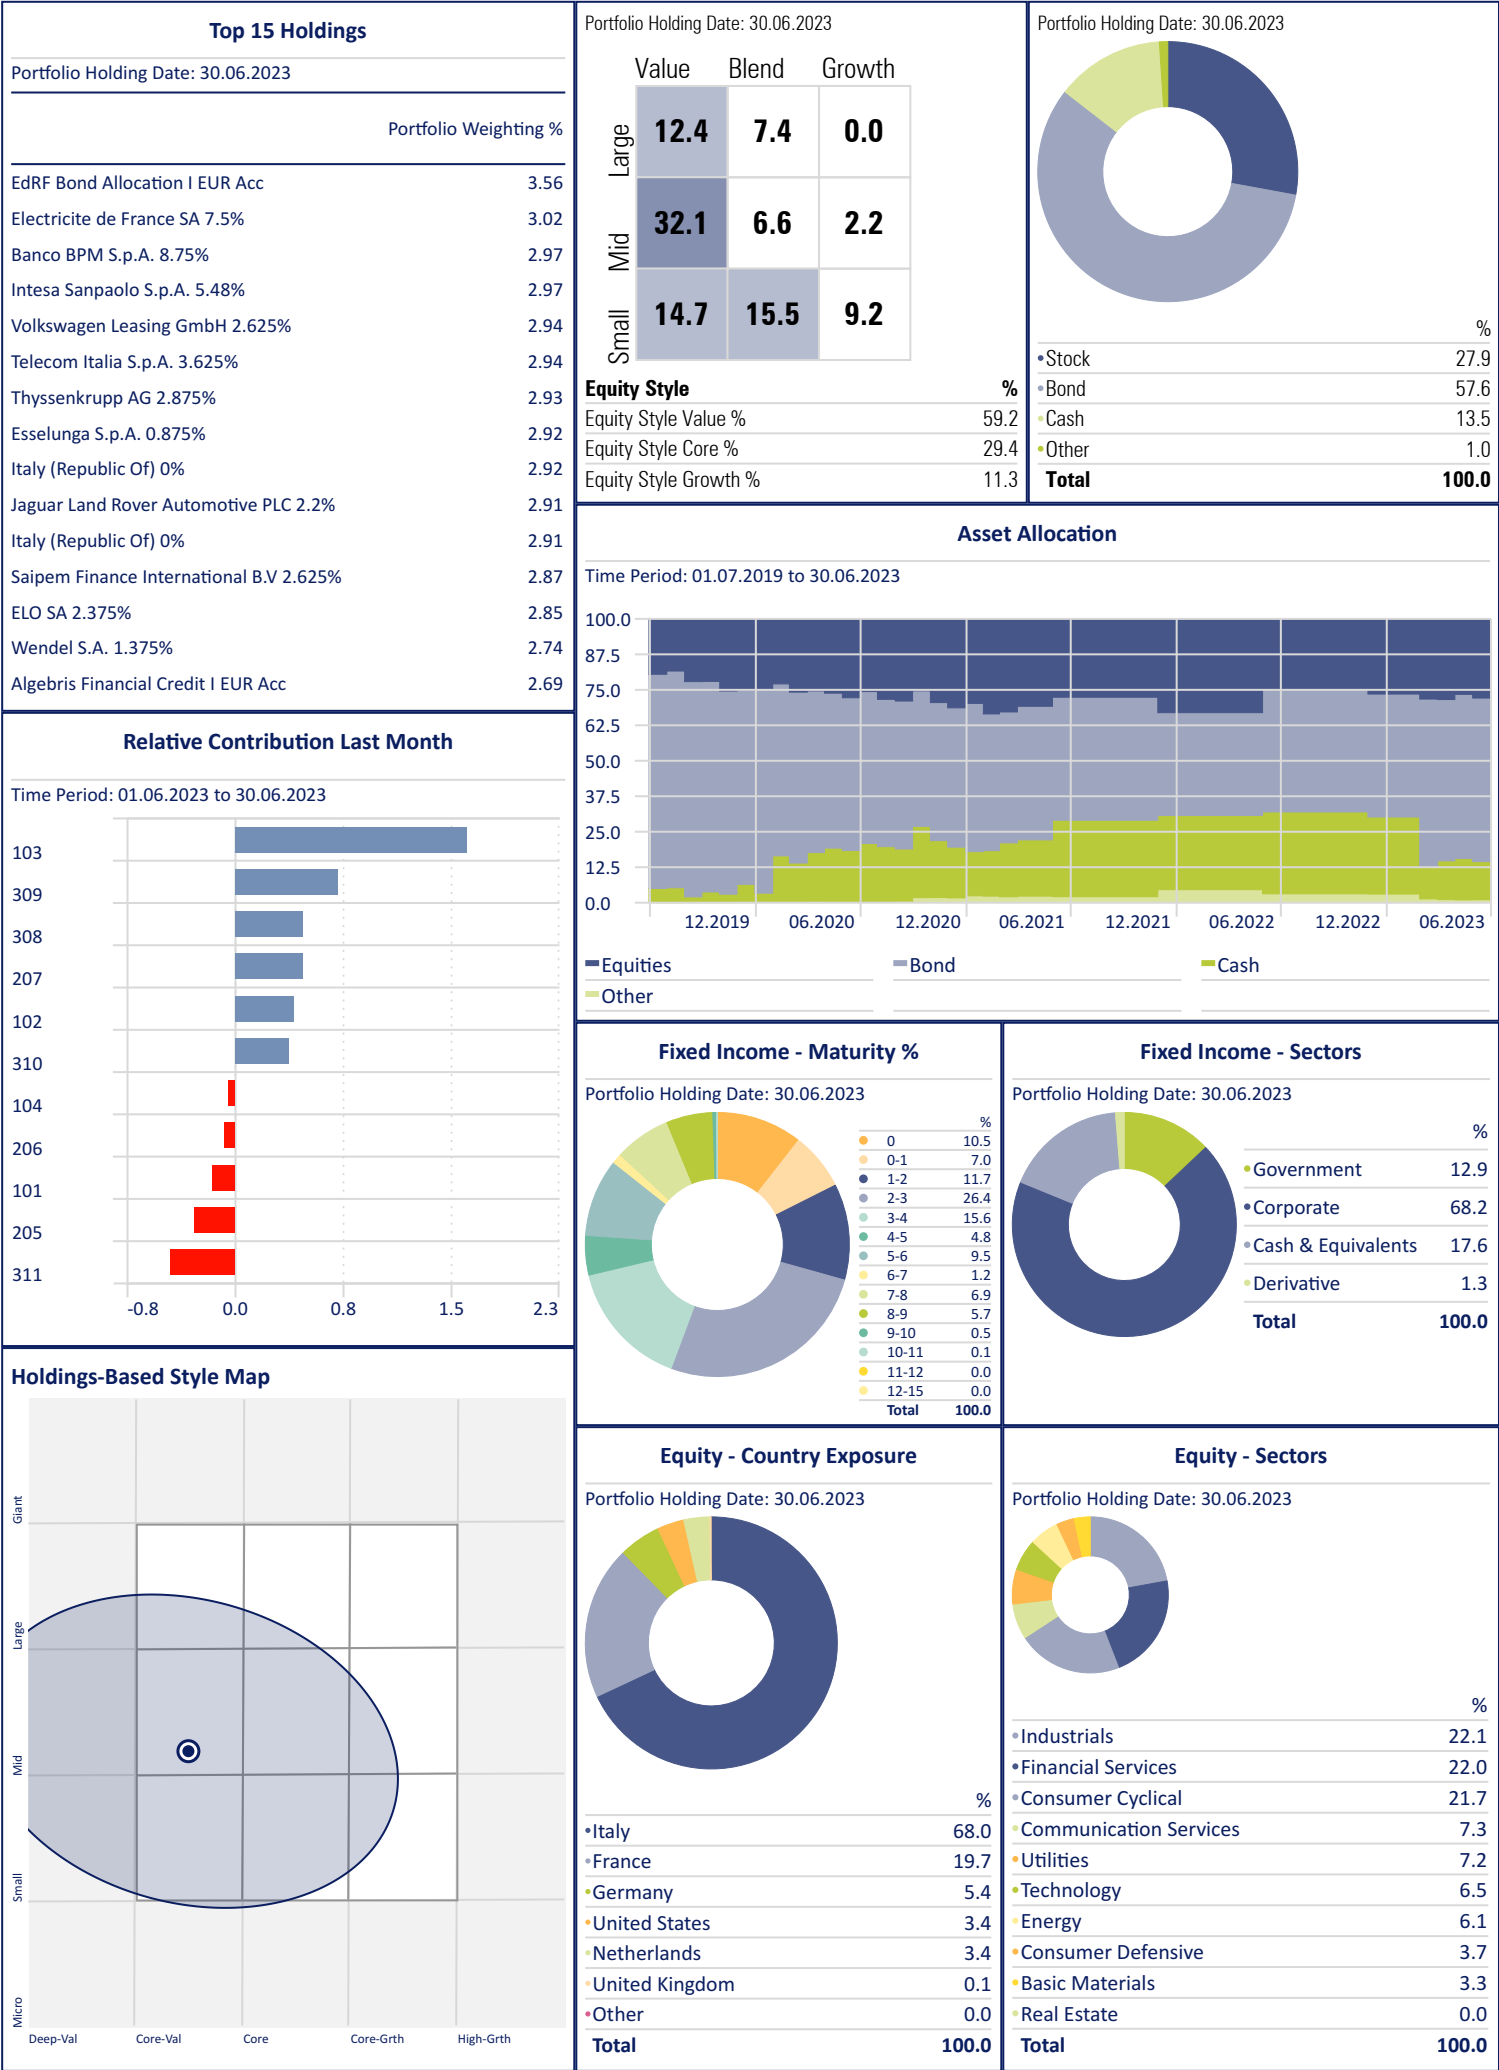 Top 15 Holdings
Portfolio Holding Date: 30.06.2023
Portfolio Weighting %
EdRF Bond Allocation I EUR Acc 3.56
Electricite de France SA 7.5% 3.02
Banco BPM S.p.A. 8.75% 2.97
Intesa Sanpaolo S.p.A. 5.48% 2.97
Volkswagen Leasing GmbH 2.625% 2.94
Telecom Italia S.p.A. 3.625% 2.94
Thyssenkrupp AG 2.875% 2.93
Esselunga S.p.A. 0.875% 2.92
Italy (Republic Of) 0% 2.92
Jaguar Land Rover Automotive PLC 2.2% 2.91
Italy (Republic Of) 0% 2.91
Saipem Finance International B.V 2.625% 2.87
ELO SA 2.375% 2.85
Wendel S.A. 1.375% 2.74
Algebris Financial Credit I EUR Acc 2.69
Portfolio Holding Date: 30.06.2023
Value Blend Growth
Large 12.4 7.4 0.0
Mid 32.1 6.6 2.2
Small 14.7 15.5 9.2
Equity Style %
Equity Style Value % 59.2
Equity Style Core % 29.4
Equity Style Growth % 11.3
Portfolio Holding Date: 30.06.2023
%
Stock 27.9
Bond 57.6
Cash 13.5
Other 1.0
Total 100.0
Asset Allocation
Time Period: 01.07.2019 to 30.06.2023
100.0
87.5
75.0
62.5
50.0
37.5
25.0
12.5
0.0
12.2019 06.2020 12.2020 06.2021 12.2021 06.2022 12.2022 06.2023
Equities Bond Cash
Other
Relative Contribution Last Month
Time Period: 01.06.2023 to 30.06.2023
103
309
308
207
102
310
104
206
101
205
311
-0.8 0.0 0.8 1.5 2.3
Fixed Income - Maturity %
Portfolio Holding Date: 30.06.2023
%
0 10.5
0-1 7.0
1-2 11.7
2-3 26.4
3-4 15.6
4-5 4.8
5-6 9.5
6-7 1.2
7-8 6.9
8-9 5.7
9-10 0.5
10-11 0.1
11-12 0.0
12-15 0.0
Total 100.0
Fixed Income - Sectors
Portfolio Holding Date: 30.06.2023
%
Government 12.9
Corporate 68.2
Cash & Equivalents 17.6
Derivative 1.3
Total 100.0
Holdings-Based Style Map
Giant
Large
Mid
Small
Micro
Deep-Val Core-Val Core Core-Grth High-Grth
Equity - Country Exposure
Portfolio Holding Date: 30.06.2023
%
Italy 68.0
France 19.7
Germany 5.4
United States 3.4
Netherlands 3.4
United Kingdom 0.1
Other 0.0
Total 100.0
Equity - Sectors
Portfolio Holding Date: 30.06.2023
%
Industrials 22.1
Financial Services 22.0
Consumer Cyclical 21.7
Communication Services 7.3
Utilities 7.2
Technology 6.5
Energy 6.1
Consumer Defensive 3.7
Basic Materials 3.3
Real Estate 0.0
Total 100.0